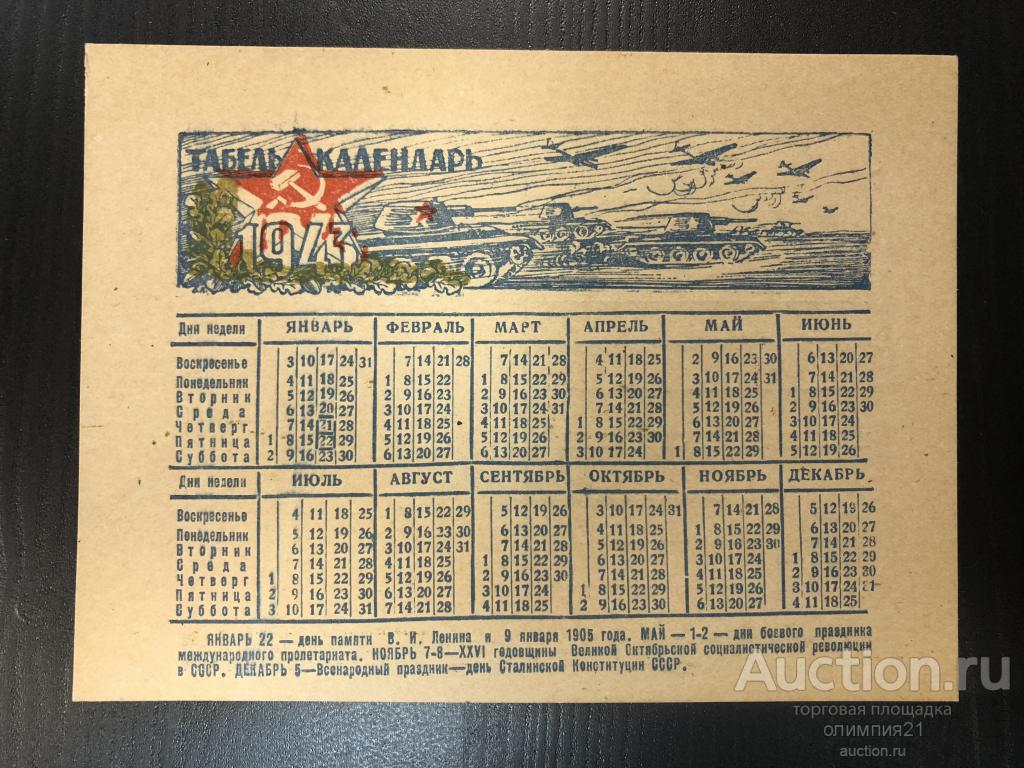 ТАБЕЛЬ КАЛЕНДАРЬ
1943
Дни недели ЯНВАРЬ ФЕВРАЛЬ МАРТ АПРЕЛЬ МАЙ ИЮНЬ
Воскресенье 3 10 17 24 31 7 14 21 28 7 14 21 28 4 11 18 25 2 9 16 23 30 6 13 20 27
Понедельник 4 11 18 25 1 8 15 22 1 8 15 22 29 5 12 19 26 3 10 17 24 31 7 14 21 28
Вторник 5 12 19 26 2 9 16 23 2 9 16 23 30 6 13 20 27 4 11 18 25 1 8 15 22 29
Среда 6 13 20 27 3 10 17 24 3 10 17 24 31 7 14 21 28 5 12 19 26 2 9 16 23 30
Четверг 7 14 21 28 4 11 18 25 4 11 18 25 1 8 15 22 29 6 13 20 27 3 10 17 24
Пятница 1 8 15 22 29 5 12 19 26 5 12 19 26 2 9 16 23 30 7 14 21 28 4 11 18 25
Суббота 2 9 16 23 30 6 13 20 27 6 13 20 27 3 10 17 24 1 8 15 22 29 5 12 19 26
Дни недели ИЮЛЬ АВГУСТ СЕНТЯБРЬ ОКТЯБРЬ НОЯБРЬ ДЕКАБРЬ
Воскресенье 4 11 18 25 1 8 15 22 29 5 12 19 26 3 10 17 24 31 7 14 21 28 5 12 19 26
Понедельник 5 12 19 26 2 9 16 23 30 6 13 20 27 4 11 18 25 1 8 15 22 29 6 13 20 27
Вторник 6 13 20 27 3 10 17 24 31 7 14 21 28 5 12 19 26 2 9 16 23 30 7 14 21 28
Среда 7 14 21 28 4 11 18 25 1 8 15 22 29 6 13 20 27 3 10 17 24 1 8 15 22 29
Четверг 1 8 15 22 29 5 12 19 26 2 9 16 23 30 7 14 21 28 4 11 18 25 2 9 16 23 30
Пятница 2 9 16 23 30 6 13 20 27 3 10 17 24 1 8 15 22 29 5 12 19 26 3 10 17 24 31
Суббота 3 10 17 24 31 7 14 21 28 4 11 18 25 2 9 16 23 30 6 13 20 27 4 11 18 25
ЯНВАРЬ 22 — день памяти В. И. Ленина и 9 января 1905 года. МАЙ — 1-2 — дни боевого праздника
международного пролетариата. НОЯБРЬ 7-8—XXVI годовщины Великой Октябрьской социалистической революции
в СССР. ДЕКАБРЬ 5—Всенародный праздник—день Сталинской Конституции СССР.
Auction.ru
торговая площадка
олимпия21
auction.ru